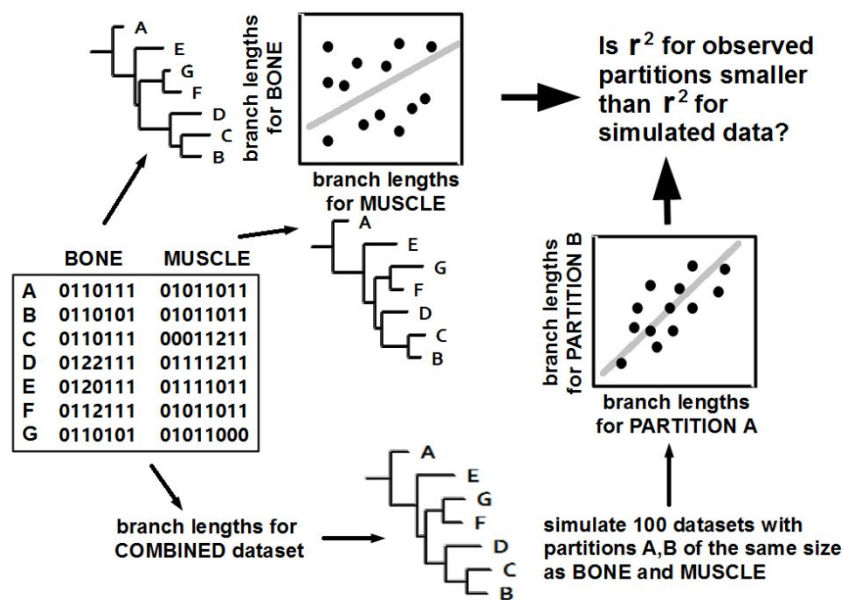 A
E
G
F
D
C
B
branch lengths
for BONE
branch lengths
for MUSCLE
Is r² for observed
partitions smaller
than r² for
simulated data?
A
E
G
F
D
C
B
BONE MUSCLE
A 0110111 01011011
B 0110101 01011011
C 0110111 00011211
D 0122111 01111211
E 0120111 01111011
F 0112111 01011011
G 0110101 01011000
branch lengths
for PARTITION B
branch lengths
for PARTITION A
branch lengths for
COMBINED dataset
A
E
G
F
D
C
B
simulate 100 datasets with
partitions A,B of the same size
as BONE and MUSCLE